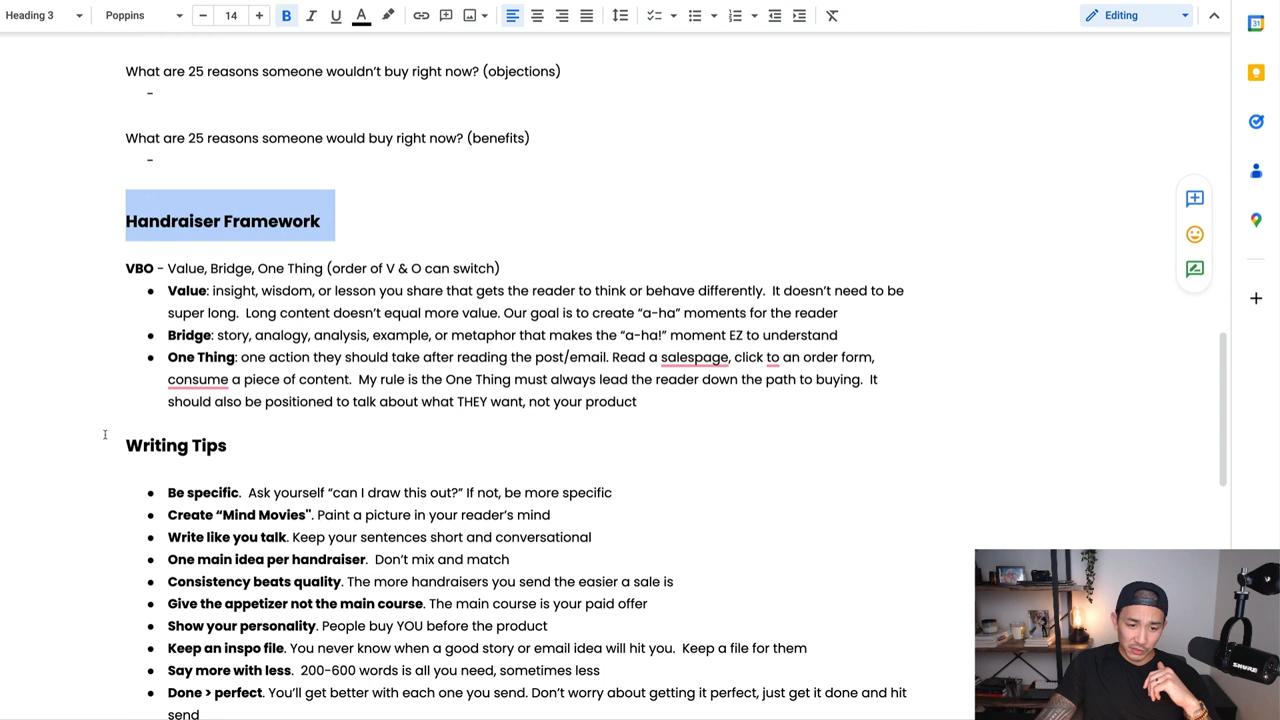 Heading 3
Poppins
14
B
I
U
A
Editing
31
What are 25 reasons someone wouldn't buy right now? (objections)
-
What are 25 reasons someone would buy right now? (benefits)
-
Handraiser Framework
VBO - Value, Bridge, One Thing (order of V & O can switch)
● Value: insight, wisdom, or lesson you share that gets the reader to think or behave differently.  It doesn't need to be
super long.  Long content doesn't equal more value. Our goal is to create “a-ha” moments for the reader
● Bridge: story, analogy, analysis, example, or metaphor that makes the “a-ha!” moment EZ to understand
● One Thing: one action they should take after reading the post/email. Read a salespage, click to an order form,
consume a piece of content.  My rule is the One Thing must always lead the reader down the path to buying.  It
should also be positioned to talk about what THEY want, not your product
Writing Tips
● Be specific.  Ask yourself “can I draw this out?” If not, be more specific
● Create “Mind Movies". Paint a picture in your reader's mind
● Write like you talk. Keep your sentences short and conversational
● One main idea per handraiser.  Don't mix and match
● Consistency beats quality. The more handraisers you send the easier a sale is
● Give the appetizer not the main course. The main course is your paid offer
● Show your personality. People buy YOU before the product
● Keep an inspo file. You never know when a good story or email idea will hit you.  Keep a file for them
● Say more with less.  200-600 words is all you need, sometimes less
● Done > perfect. You'll get better with each one you send. Don't worry about getting it perfect, just get it done and hit
send
SHURE